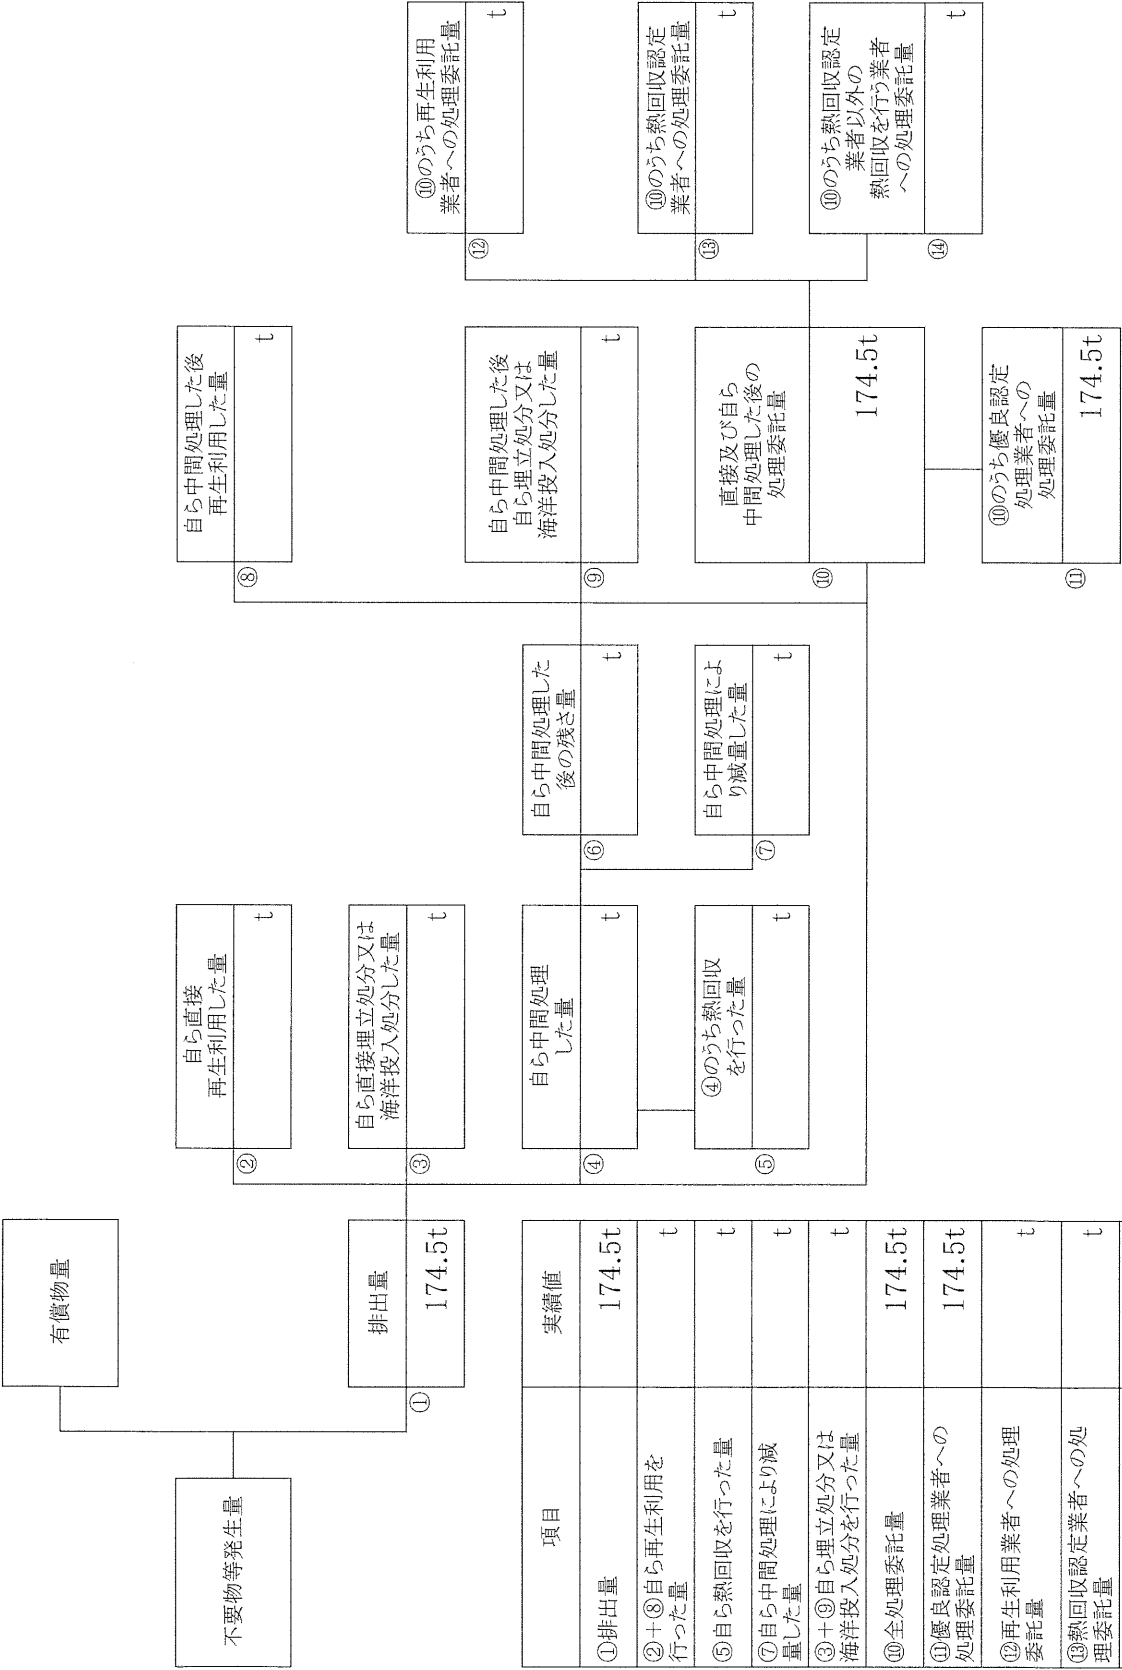 不要物等発生量
有償物量
①
排出量
174.5t
②
自ら直接
再生利用した量
t
③
自ら直接埋立処分又は
海洋投入処分した量
t
④
自ら中間処理
した量
t
⑤
④のうち熱回収
を行った量
t
⑥
自ら中間処理した
後の残さ量
t
⑦
自ら中間処理によ
り減量した量
t
⑧
自ら中間処理した後
再生利用した量
t
⑨
自ら中間処理した後
自ら埋立処分又は
海洋投入処分した量
t
⑩
直接及び自ら
中間処理した後の
処理委託量
174.5t
⑪
⑩のうち優良認定
処理業者への
処理委託量
174.5t
⑫
⑩のうち再生利用
業者への処理委託量
t
⑬
⑩のうち熱回収認定
業者への処理委託量
t
⑭
⑩のうち熱回収認定
業者以外の
熱回収を行う業者
への処理委託量
t
項目 実績値
①排出量 174.5t
②+⑧自ら再生利用を
行った量 t
⑤自ら熱回収を行った量 t
⑦自ら中間処理により減
量した量 t
③+⑨自ら埋立処分又は
海洋投入処分を行った量 t
⑩全処理委託量 174.5t
⑪優良認定処理業者への
処理委託量 174.5t
⑫再生利用業者への処理
委託量 t
⑬熱回収認定業者への処
理委託量 t